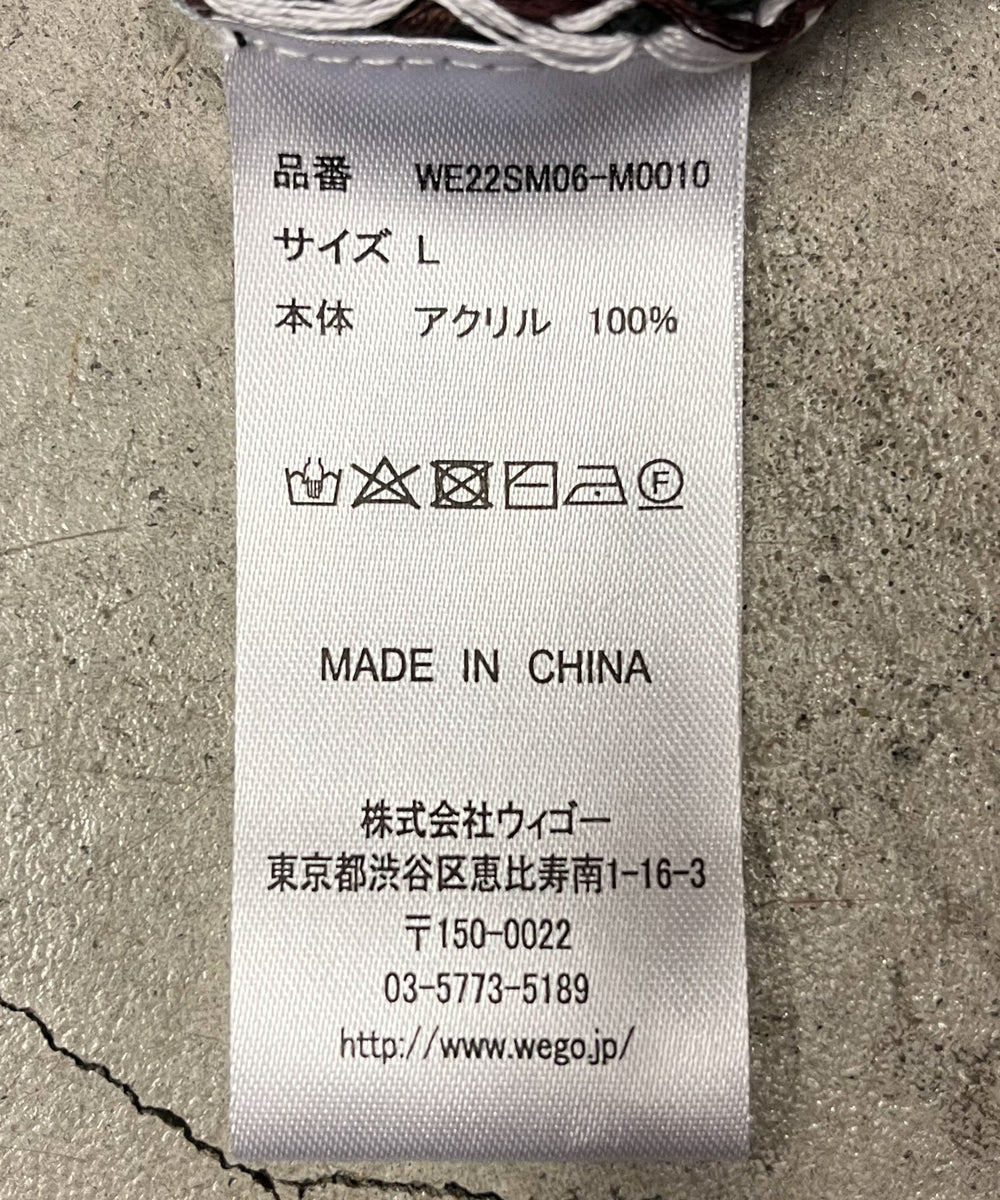 品番 WE22SM06-M0010
サイズ L
本体 アクリル 100%
F
MADE IN CHINA
株式会社ウィゴー
東京都渋谷区恵比寿南1-16-3
〒150-0022
03-5773-5189
http://www.wego.jp/